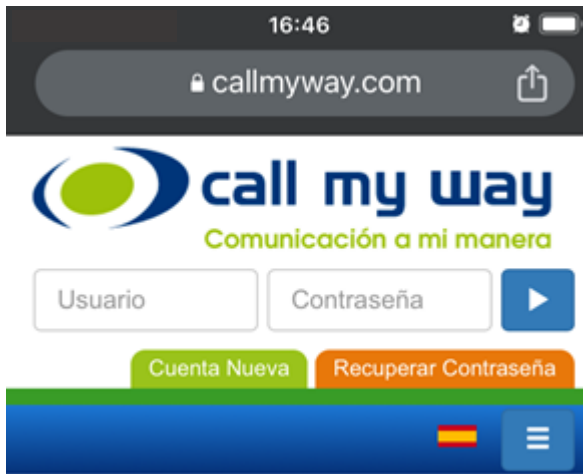 16:46
callmyway.com
call my way
Comunicación a mi manera
Usuario Contraseña
Cuenta Nueva Recuperar Contraseña